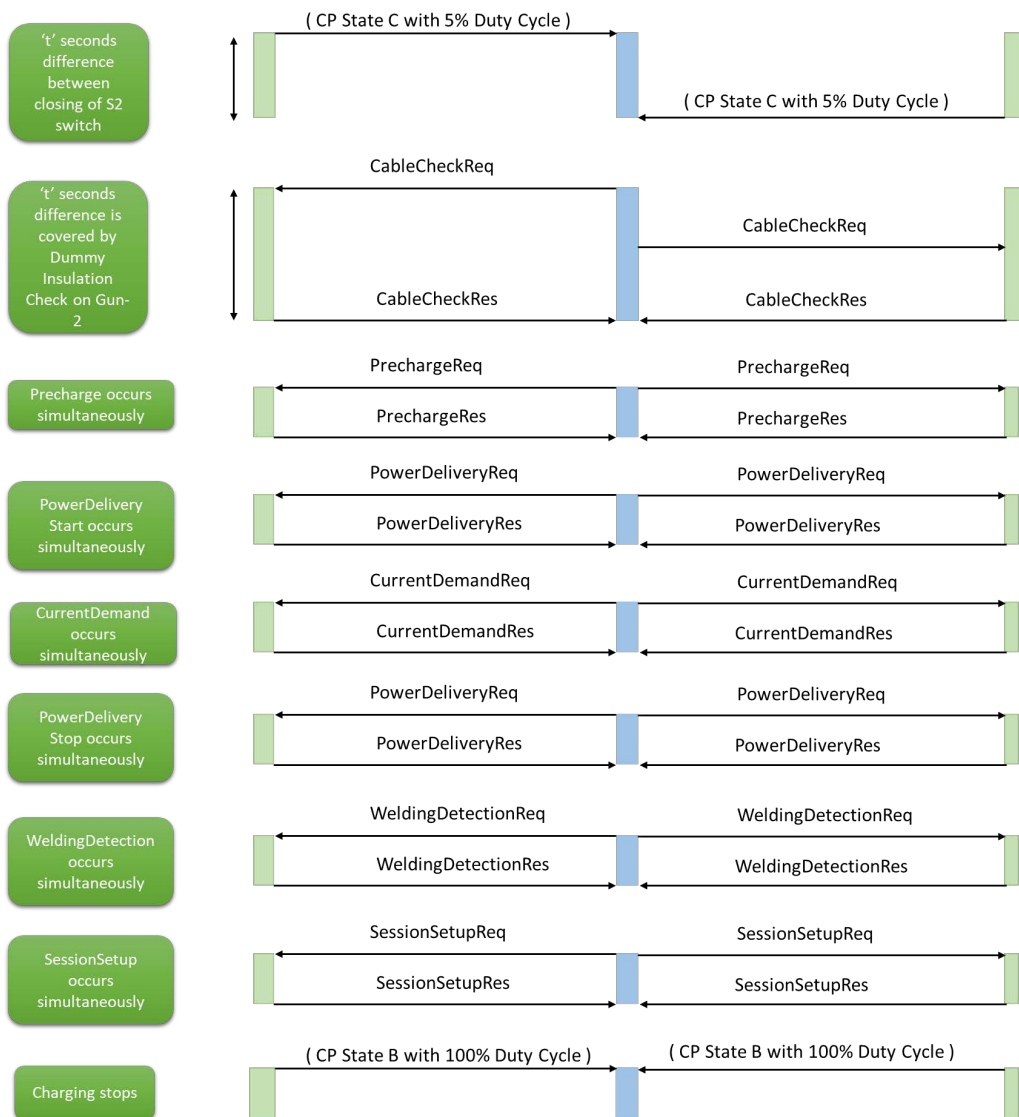 't' seconds
difference
between
closing of S2
switch
( CP State C with 5% Duty Cycle )
( CP State C with 5% Duty Cycle )
't' seconds
difference is
covered by
Dummy
Insulation
Check on Gun-
2
CableCheckReq
CableCheckReq
CableCheckRes
CableCheckRes
Precharge occurs
simultaneously
PrechargeReq
PrechargeReq
PrechargeRes
PrechargeRes
PowerDelivery
Start occurs
simultaneously
PowerDeliveryReq
PowerDeliveryReq
PowerDeliveryRes
PowerDeliveryRes
CurrentDemand
occurs
simultaneously
CurrentDemandReq
CurrentDemandReq
CurrentDemandRes
CurrentDemandRes
PowerDelivery
Stop occurs
simultaneously
PowerDeliveryReq
PowerDeliveryReq
PowerDeliveryRes
PowerDeliveryRes
WeldingDetection
occurs
simultaneously
WeldingDetectionReq
WeldingDetectionReq
WeldingDetectionRes
WeldingDetectionRes
SessionSetup
occurs
simultaneously
SessionSetupReq
SessionSetupReq
SessionSetupRes
SessionSetupRes
Charging stops
( CP State B with 100% Duty Cycle )
( CP State B with 100% Duty Cycle )